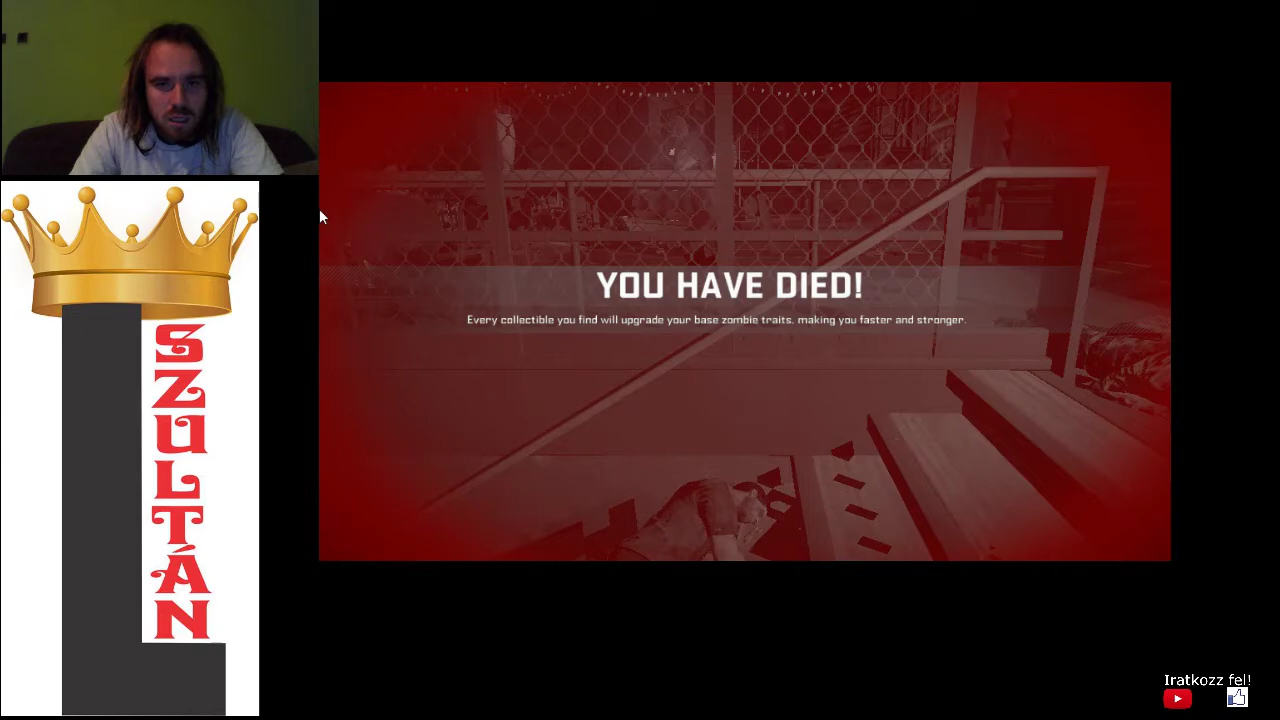 L SZULTÁN
YOU HAVE DIED!
Every collectible you find will upgrade your base zombie traits. making you faster and stronger.
Iratkozz fel!